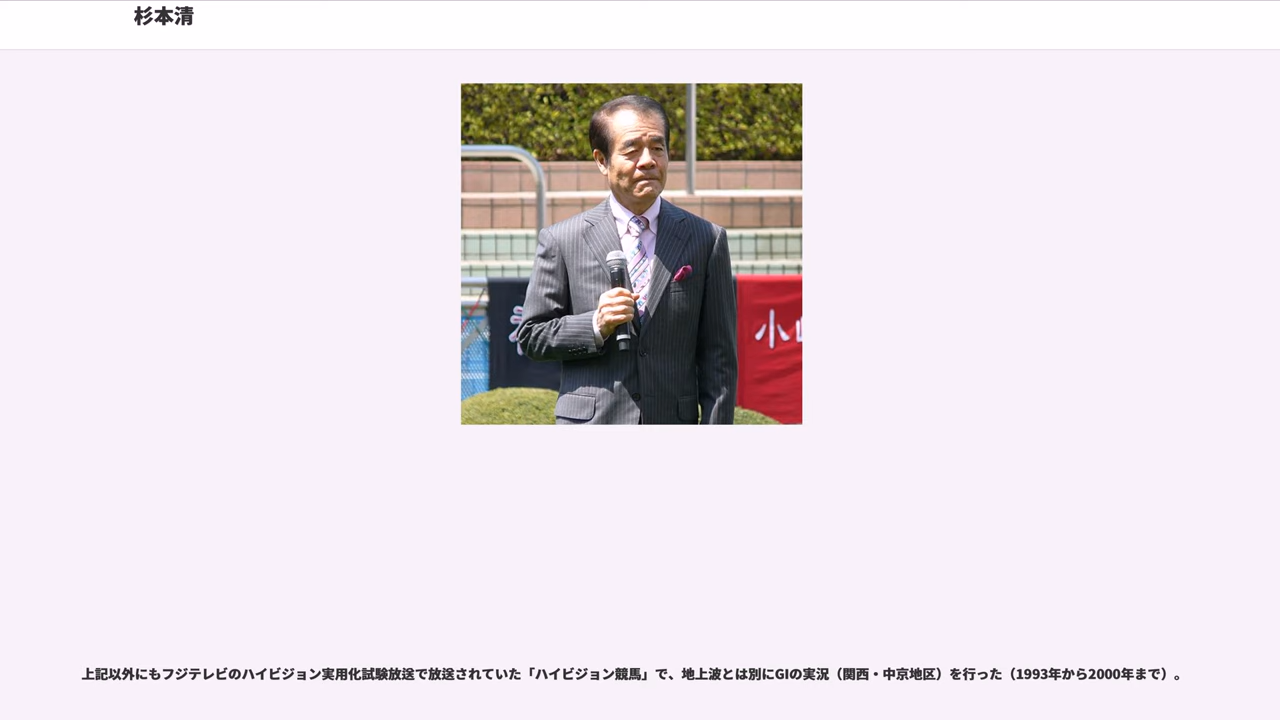 杉本清
小
上記以外にもフジテレビのハイビジョン実用化試験放送で放送されていた「ハイビジョン競馬」で、地上波とは別にGIの実況（関西・中京地区）を行った（1993年から2000年まで）。